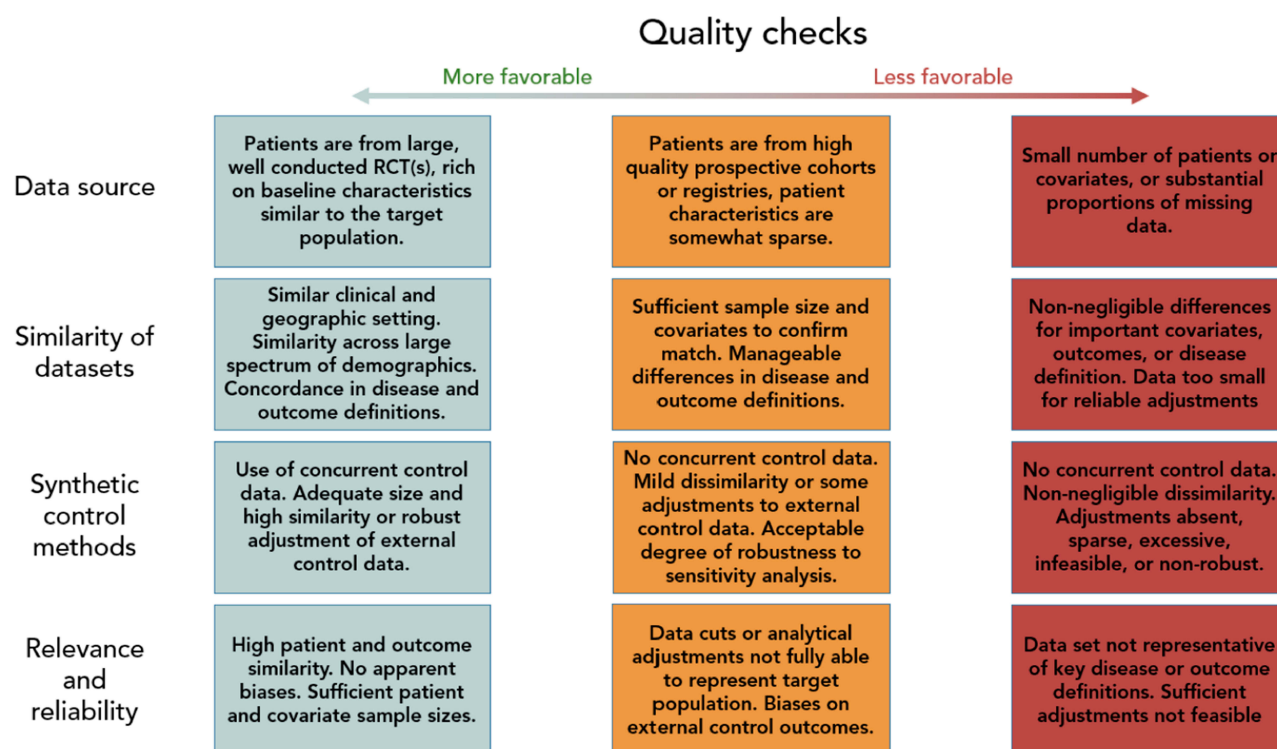 Quality checks
More favorable
Less favorable
Data source
Patients are from large,
well conducted RCT(s), rich
on baseline characteristics
similar to the target
population.
Patients are from high
quality prospective cohorts
or registries, patient
characteristics are
somewhat sparse.
Small number of patients or
covariates, or substantial
proportions of missing
data.
Similarity of
datasets
Similar clinical and
geographic setting.
Similarity across large
spectrum of demographics.
Concordance in disease and
outcome definitions.
Sufficient sample size and
covariates to confirm
match. Manageable
differences in disease and
outcome definitions.
Non-negligible differences
for important covariates,
outcomes, or disease
definition. Data too small
for reliable adjustments
Synthetic
control
methods
Use of concurrent control
data. Adequate size and
high similarity or robust
adjustment of external
control data.
No concurrent control data.
Mild dissimilarity or some
adjustments to external
control data. Acceptable
degree of robustness to
sensitivity analysis.
No concurrent control data.
Non-negligible dissimilarity.
Adjustments absent,
sparse, excessive,
infeasible, or non-robust.
Relevance
and
reliability
High patient and outcome
similarity. No apparent
biases. Sufficient patient
and covariate sample sizes.
Data cuts or analytical
adjustments not fully able
to represent target
population. Biases on
external control outcomes.
Data set not representative
of key disease or outcome
definitions. Sufficient
adjustments not feasible